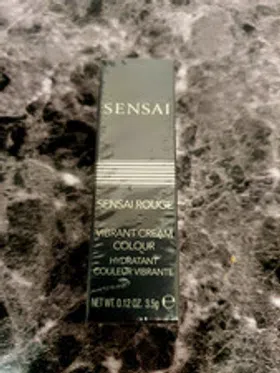 SENSAI
SENSAI ROUGE
VIBRANT CREAM
COLOUR
HYDRATANT
COULEUR VIBRANTE
NET WT. 0.12 OZ. 3.5g ℮